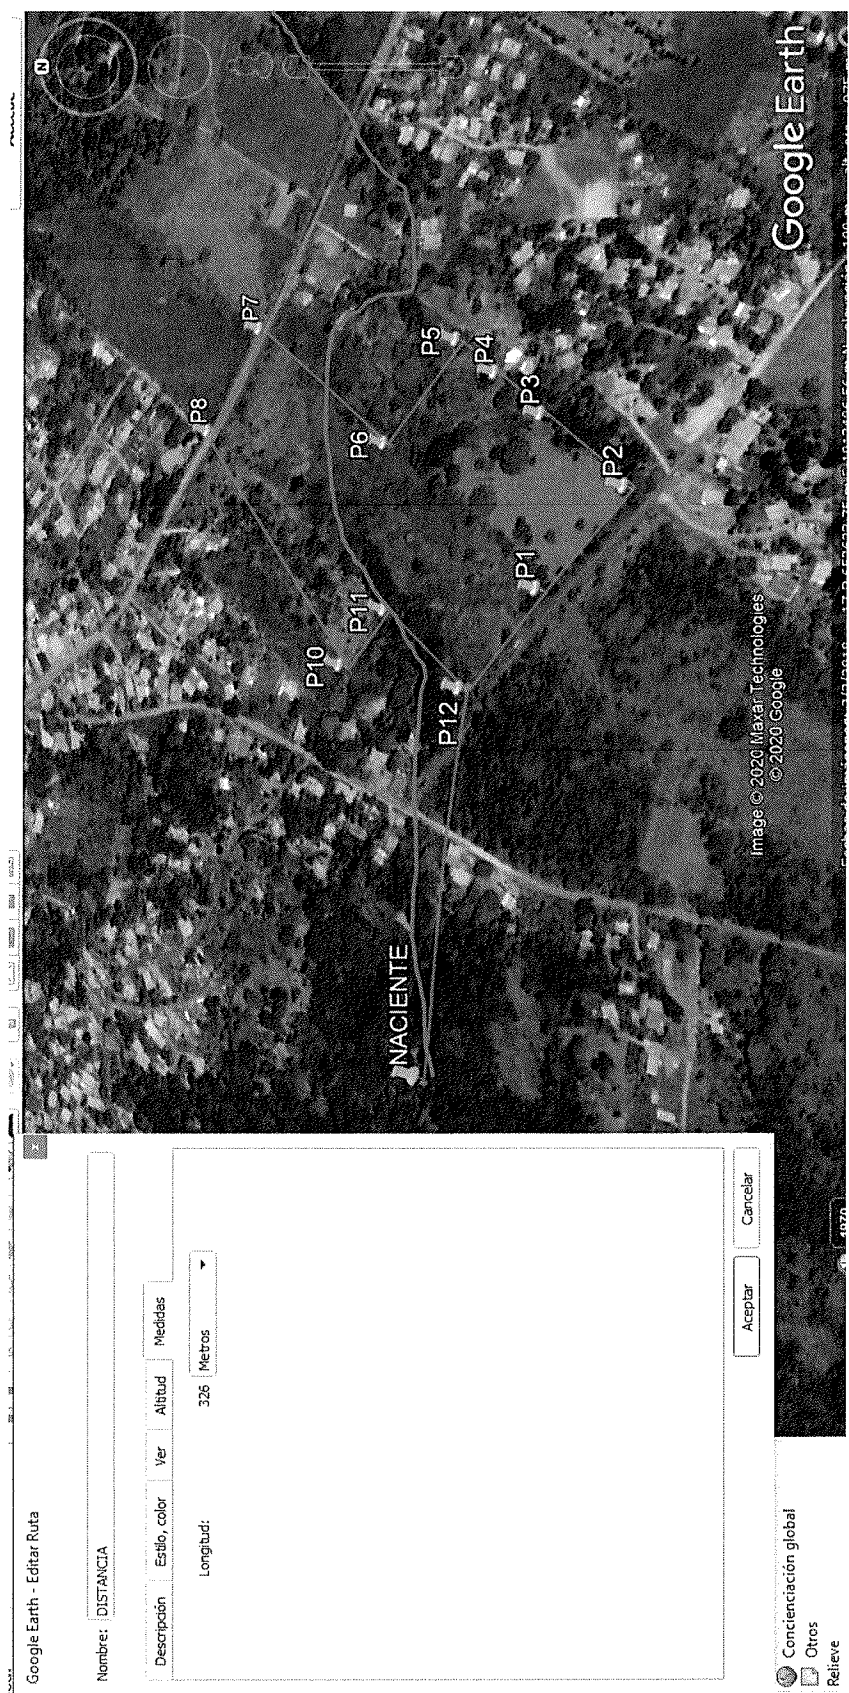 Google Earth - Editar Ruta
Nombre: DISTANCIA
Descripción
Estilo, color
Ver
Altitud
Medidas
Longitud:
326
Metros
Aceptar
Cancelar
Concienciación global
Otros
Relieve
N
P8
P7
P5
P4
P3
P6
P2
P1
P11
P10
P12
NACIENTE
Image © 2020 Maxar Technologies
© 2020 Google
Google Earth